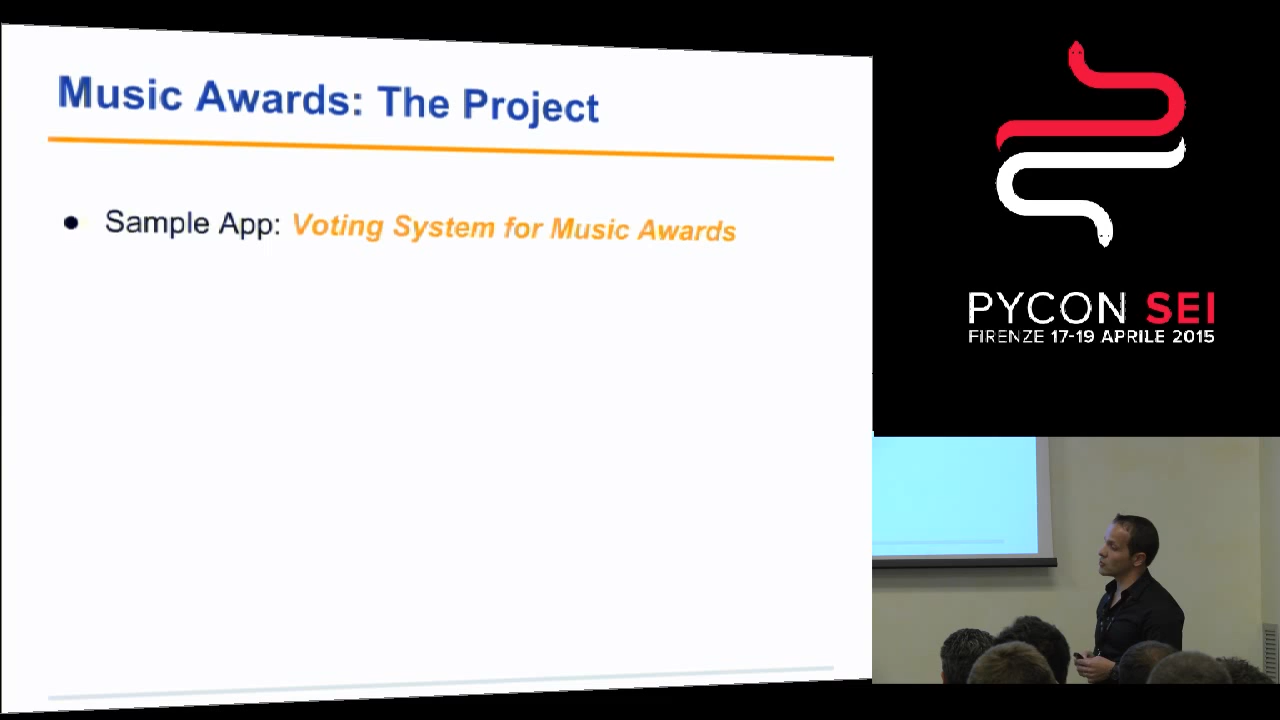 Music Awards: The Project
● Sample App: Voting System for Music Awards
PYCON SEI
FIRENZE 17-19 APRILE 2015